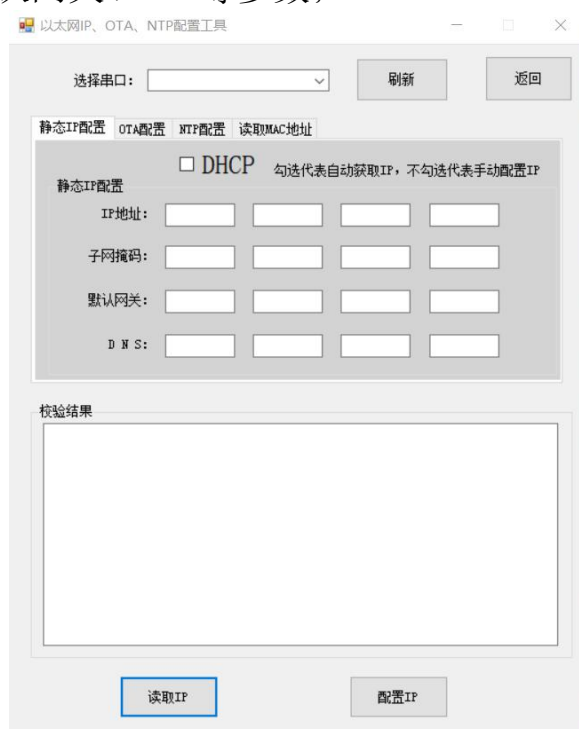 以太网IP、OTA、NTP配置工具
选择串口:
刷新
返回
静态IP配置 OTA配置 NTP配置 读取MAC地址
DHCP 勾选代表自动获取IP，不勾选代表手动配置IP
静态IP配置
IP地址:
子网掩码:
默认网关:
D N S:
校验结果
读取IP
配置IP